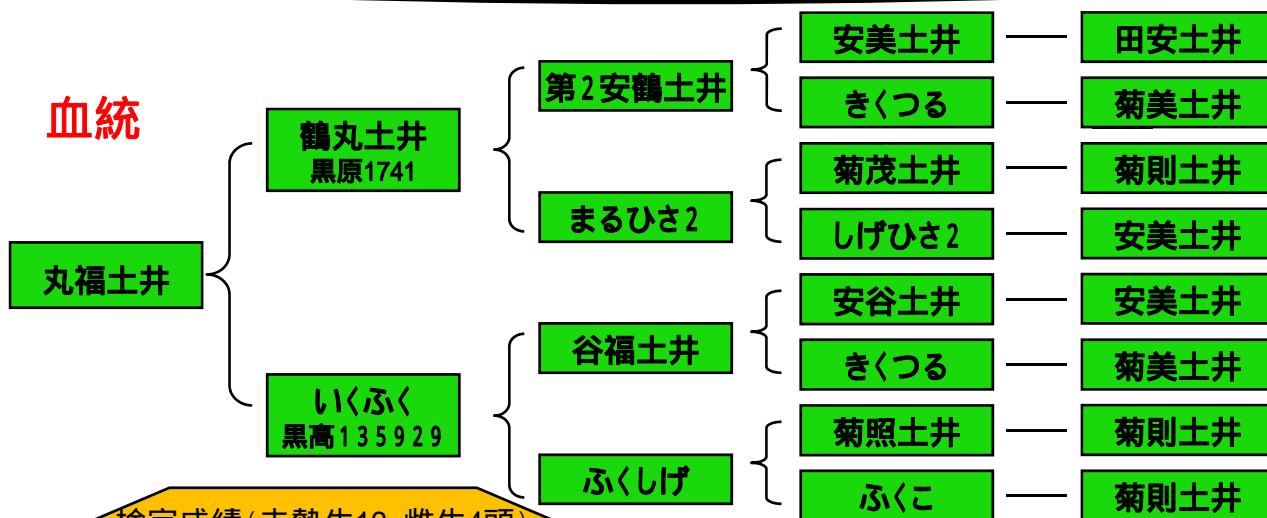 血統
丸福土井
鶴丸土井
黒原1741
いくふく
黒高135929
第2安鶴土井
まるひさ2
谷福土井
ふくしげ
安美土井
田安土井
きくつる
菊美土井
菊茂土井
菊則土井
しげひさ2
安美土井
安谷土井
安美土井
きくつる
菊美土井
菊照土井
菊則土井
ふくこ
菊則土井